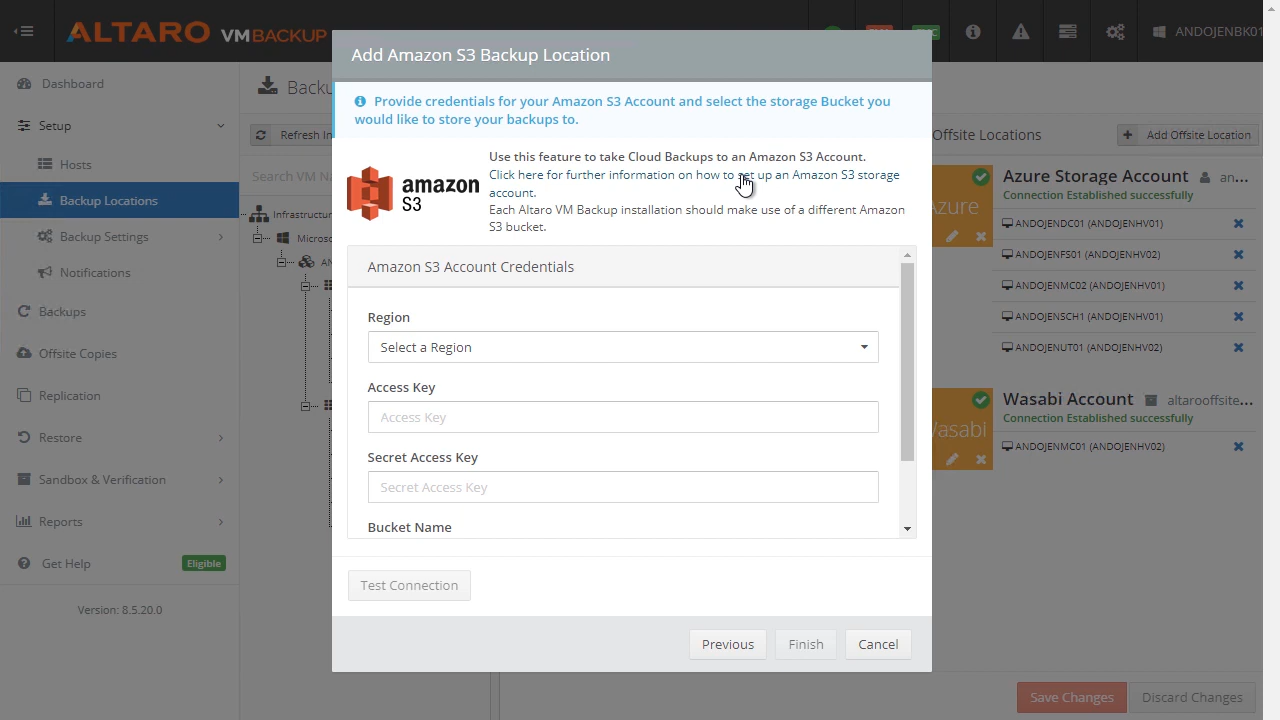 ALTARO VMBACKUP
ANDOJENBK01
Dashboard
Setup
Hosts
Backup Locations
Backup Settings
Notifications
Backups
Offsite Copies
Replication
Restore
Sandbox & Verification
Reports
Get Help
Eligible
Version: 8.5.20.0
Refresh
Search VM
Add Amazon S3 Backup Location
Provide credentials for your Amazon S3 Account and select the storage Bucket you
would like to store your backups to.
amazon
S3
Use this feature to take Cloud Backups to an Amazon S3 Account.
Click here for further information on how to set up an Amazon S3 storage
account.
Each Altaro VM Backup installation should make use of a different Amazon
S3 bucket.
Amazon S3 Account Credentials
Region
Select a Region
Access Key
Access Key
Secret Access Key
Secret Access Key
Bucket Name
Test Connection
Previous
Finish
Cancel
Offsite Locations
Add Offsite Location
Azure
Azure Storage Account
an...
Connection Established successfully
ANDOJENDC01 (ANDOJENHV01)
ANDOJENFS01 (ANDOJENHV02)
ANDOJENMC02 (ANDOJENHV01)
ANDOJENSCH1 (ANDOJENHV01)
ANDOJENUT01 (ANDOJENHV02)
Wasabi Account
altarooffsite...
Connection Established successfully
ANDOJENMC01 (ANDOJENHV02)
Save Changes
Discard Changes